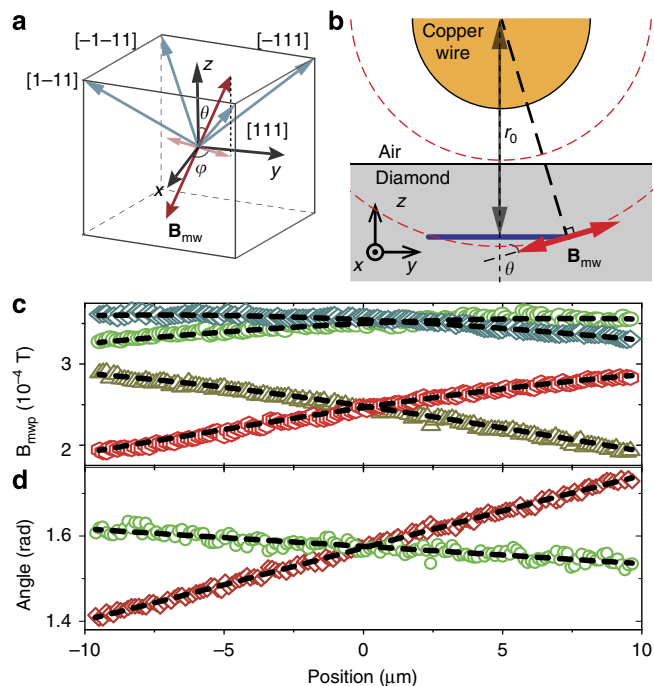 a
[–1–11]
[–111]
[1–11]
z
θ
[111]
x
φ
y
B_mw
b
Copper
wire
r_0
Air
Diamond
z
x
y
θ
B_mw
c
B_mwp (10^–4 T)
3
2
d
Angle (rad)
1.6
1.4
–10
–5
0
5
10
Position (μm)